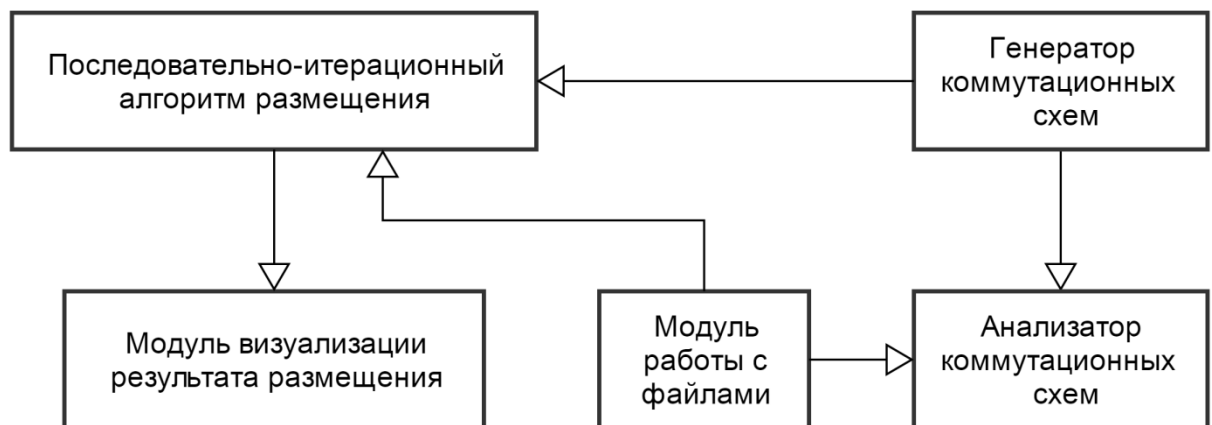 Последовательно-итерационный
алгоритм размещения
Генератор
коммутационных
схем
Модуль визуализации
результата размещения
Модуль
работы с
файлами
Анализатор
коммутационных
схем